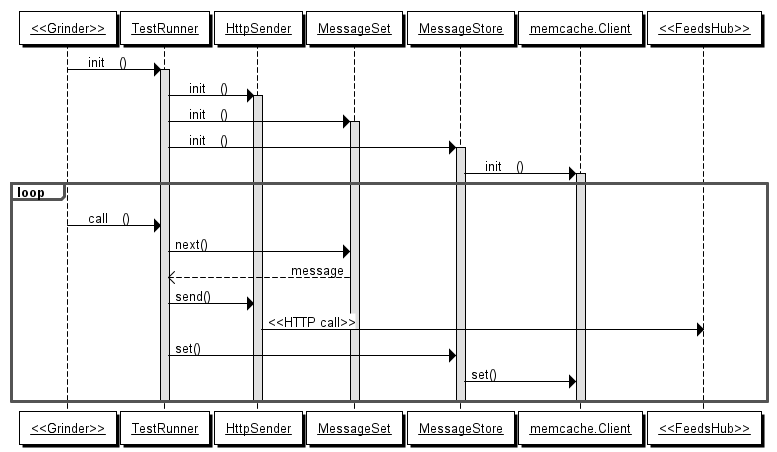 <<Grinder>> TestRunner HttpSender MessageSet MessageStore memcache.Client <<FeedsHub>>
init ()
init ()
init ()
init ()
init ()
loop
call ()
next()
message
send()
<<HTTP call>>
set()
set()
<<Grinder>> TestRunner HttpSender MessageSet MessageStore memcache.Client <<FeedsHub>>